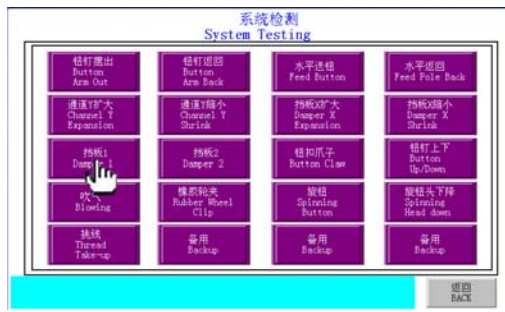 系统检测
System Testing
钮钉摆出
Button
Arm Out
钮钉返回
Button
Arm Back
水平送钮
Feed Button
水平返回
Feed Pole Back
通道Y扩大
Channel Y
Expansion
通道Y缩小
Channel Y
Shrink
挡板X扩大
Damper X
Expansion
挡板X缩小
Damper X
Shrink
挡板1
Damper 1
挡板2
Damper 2
钮扣爪子
Button Claw
钮钉上下
Button
Up/Down
吹气
Blowing
橡胶轮夹
Rubber Wheel
Clip
旋钮
Spinning
Button
旋钮头下降
Spinning
Head down
挑线
Thread
Take-up
备用
Backup
备用
Backup
备用
Backup
返回
BACK